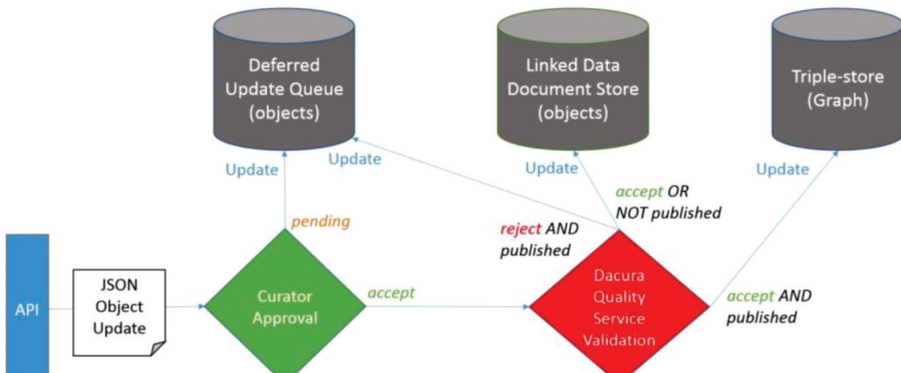 Deferred
Update Queue
(objects)
Linked Data
Document Store
(objects)
Triple-store
(Graph)
Update
Update
Update
Update
pending
accept OR
NOT published
reject AND
published
API
JSON
Object
Update
Curator
Approval
accept
Dacura
Quality
Service
Validation
accept AND
published